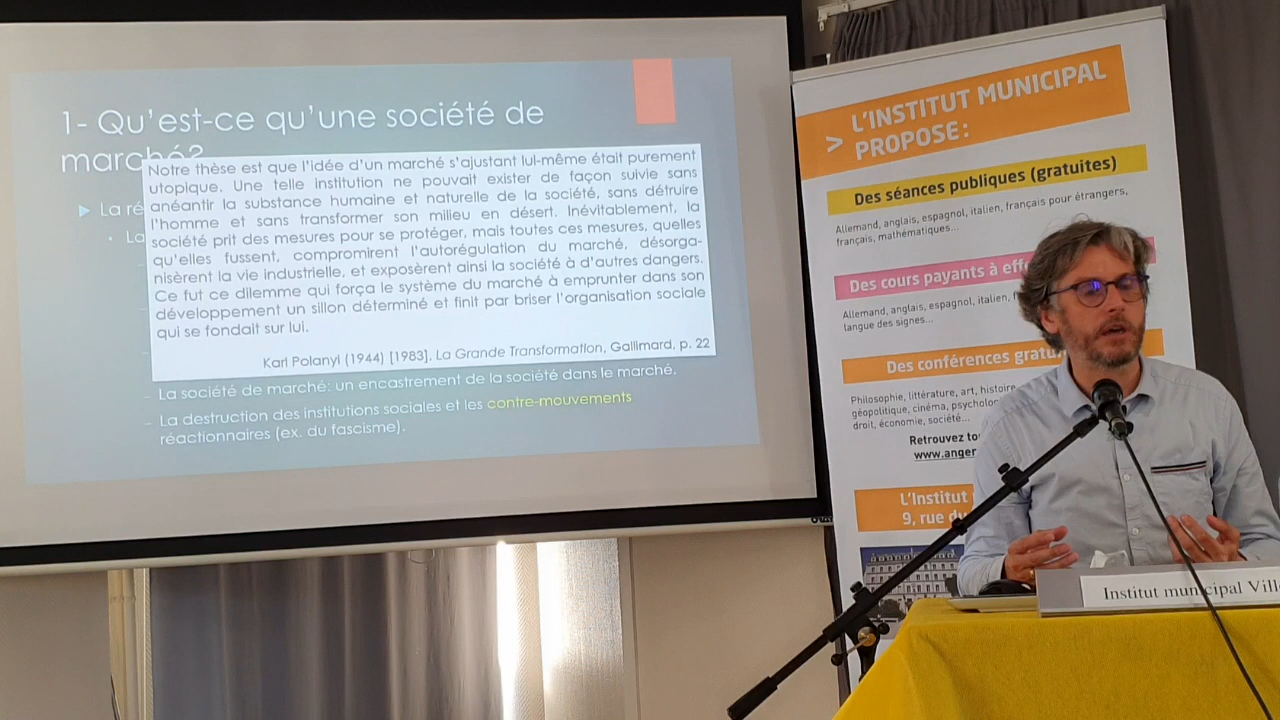 1- Qu'est-ce qu'une société de
marché?
La ré
La
Notre thèse est que l'idée d'un marché s'ajustant lui-même était purement
utopique. Une telle institution ne pouvait exister de façon suivie sans
anéantir la substance humaine et naturelle de la société, sans détruire
l'homme et sans transformer son milieu en désert. Inévitablement, la
société prit des mesures pour se protéger, mais toutes ces mesures, quelles
qu'elles fussent, compromirent l'autorégulation du marché, désorga-
nisèrent la vie industrielle, et exposèrent ainsi la société à d'autres dangers.
Ce fut ce dilemme qui força le système du marché à emprunter dans son
développement un sillon déterminé et finit par briser l'organisation sociale
qui se fondait sur lui.
Karl Polanyi (1944) [1983], La Grande Transformation, Gallimard, p. 22
- La société de marché: un encastrement de la société dans le marché.
- La destruction des institutions sociales et les contre-mouvements
réactionnaires (ex. du fascisme).
> L'INSTITUT MUNICIPAL
PROPOSE :
Des séances publiques (gratuites)
Allemand, anglais, espagnol, italien, français pour étrangers,
français, mathématiques...
Des cours payants à eff
Allemand, anglais, espagnol, italien, f
langue des signes...
Des conférences gratu
Philosophie, littérature, art, histoire,
géopolitique, cinéma, psycholo
droit, économie, société...
Retrouvez to
www.anger
L'Institut
9, rue du
Institut municipal Ville